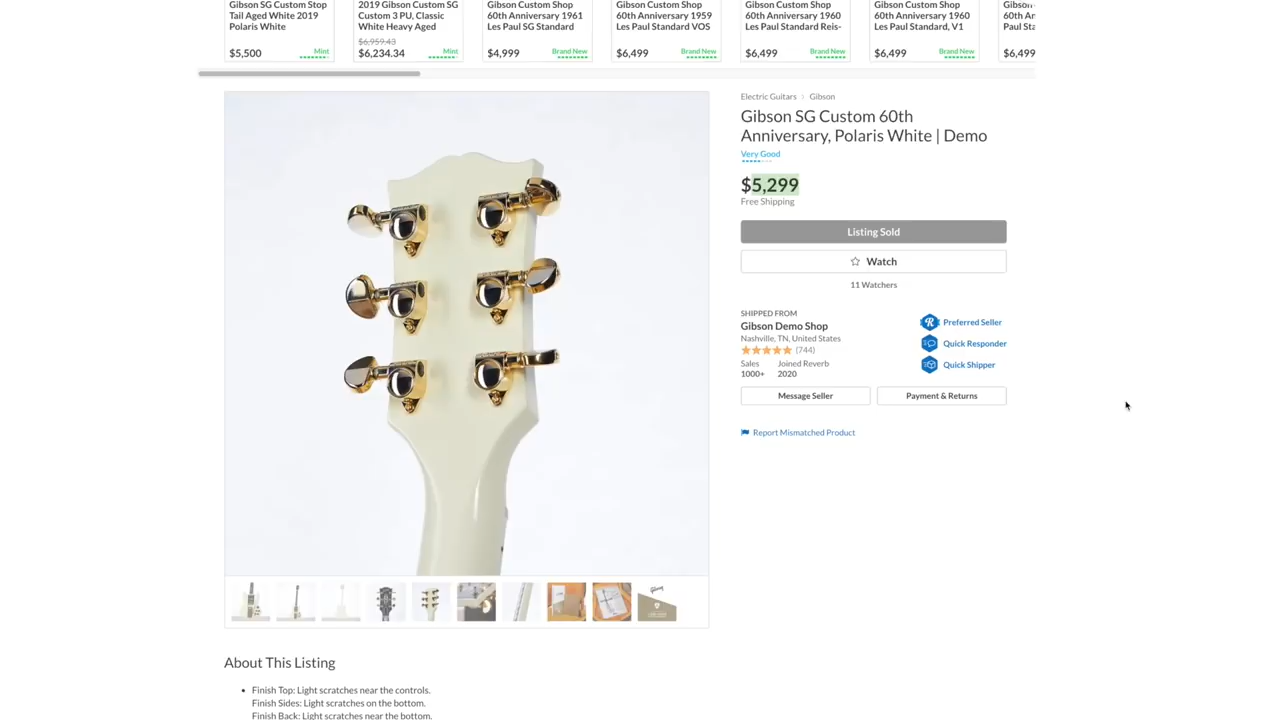 Gibson SG Custom Stop
Tail Aged White 2019
Polaris White
$5,500
Mint
2019 Gibson Custom SG
Custom 3 PU, Classic
White Heavy Aged
$6,959.43
$6,234.34
Mint
Gibson Custom Shop
60th Anniversary 1961
Les Paul SG Standard
$4,999
Brand New
Gibson Custom Shop
60th Anniversary 1959
Les Paul Standard VOS
$6,499
Brand New
Gibson Custom Shop
60th Anniversary 1960
Les Paul Standard Reis-
$6,499
Brand New
Gibson Custom Shop
60th Anniversary 1960
Les Paul Standard, V1
$6,499
Brand New
Gibson Cu
60th An
Les Paul Sta
$6,499
Electric Guitars > Gibson
Gibson SG Custom 60th
Anniversary, Polaris White | Demo
Very Good
$5,299
Free Shipping
Listing Sold
Watch
11 Watchers
SHIPPED FROM
Gibson Demo Shop
Nashville, TN, United States
(744)
Sales
1000+
Joined Reverb
2020
Preferred Seller
Quick Responder
Quick Shipper
Message Seller
Payment & Returns
Report Mismatched Product
About This Listing
• Finish Top: Light scratches near the controls.
Finish Sides: Light scratches on the bottom.
Finish Back: Light scratches near the bottom.